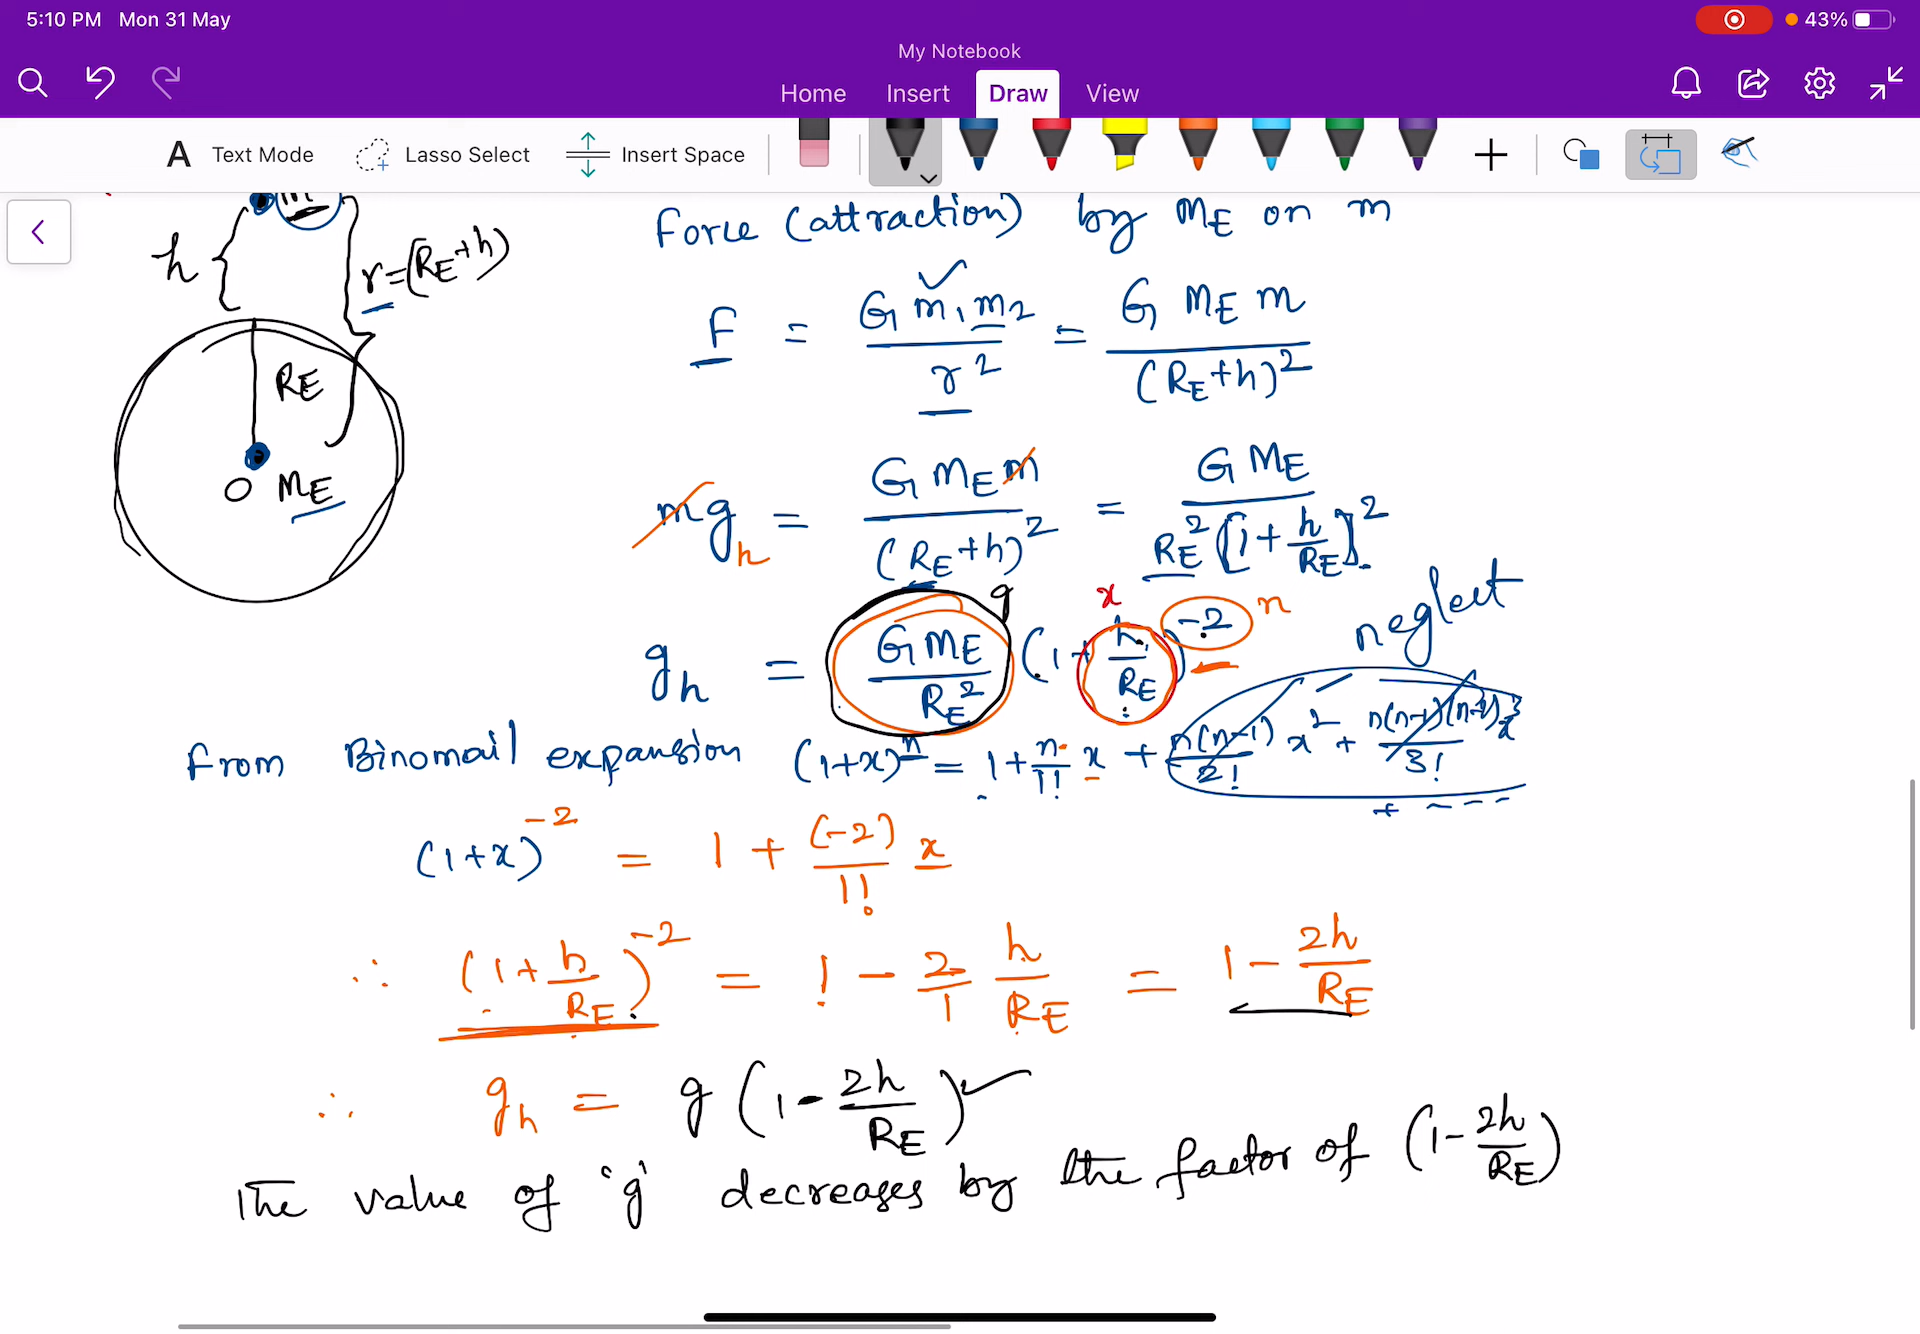 5:10 PM Mon 31 May 43%
My Notebook
Home Insert Draw View
A Text Mode Lasso Select Insert Space
m
h
r=(RE+h)
RE
O ME
Force (attraction) by ME on m
F = G m1 m2 / r² = G ME m / (RE+h)²
mgh = G ME m / (RE+h)² = G ME / RE² [1 + h/RE]²
gh = G ME / RE² (1 + h/RE)⁻² g x n neglect
From Binomail expansion (1+x)ⁿ = 1 + n/1! x + n(n-1)/2! x² + n(n-1)(n-2)/3! x³ + ----
(1+x)⁻² = 1 + (-2)/1! x
∴ (1 + h/RE)⁻² = 1 - 2/1 h/RE = 1 - 2h/RE
∴ gh = g (1 - 2h/RE)
The value of 'g' decreases by the factor of (1 - 2h/RE)